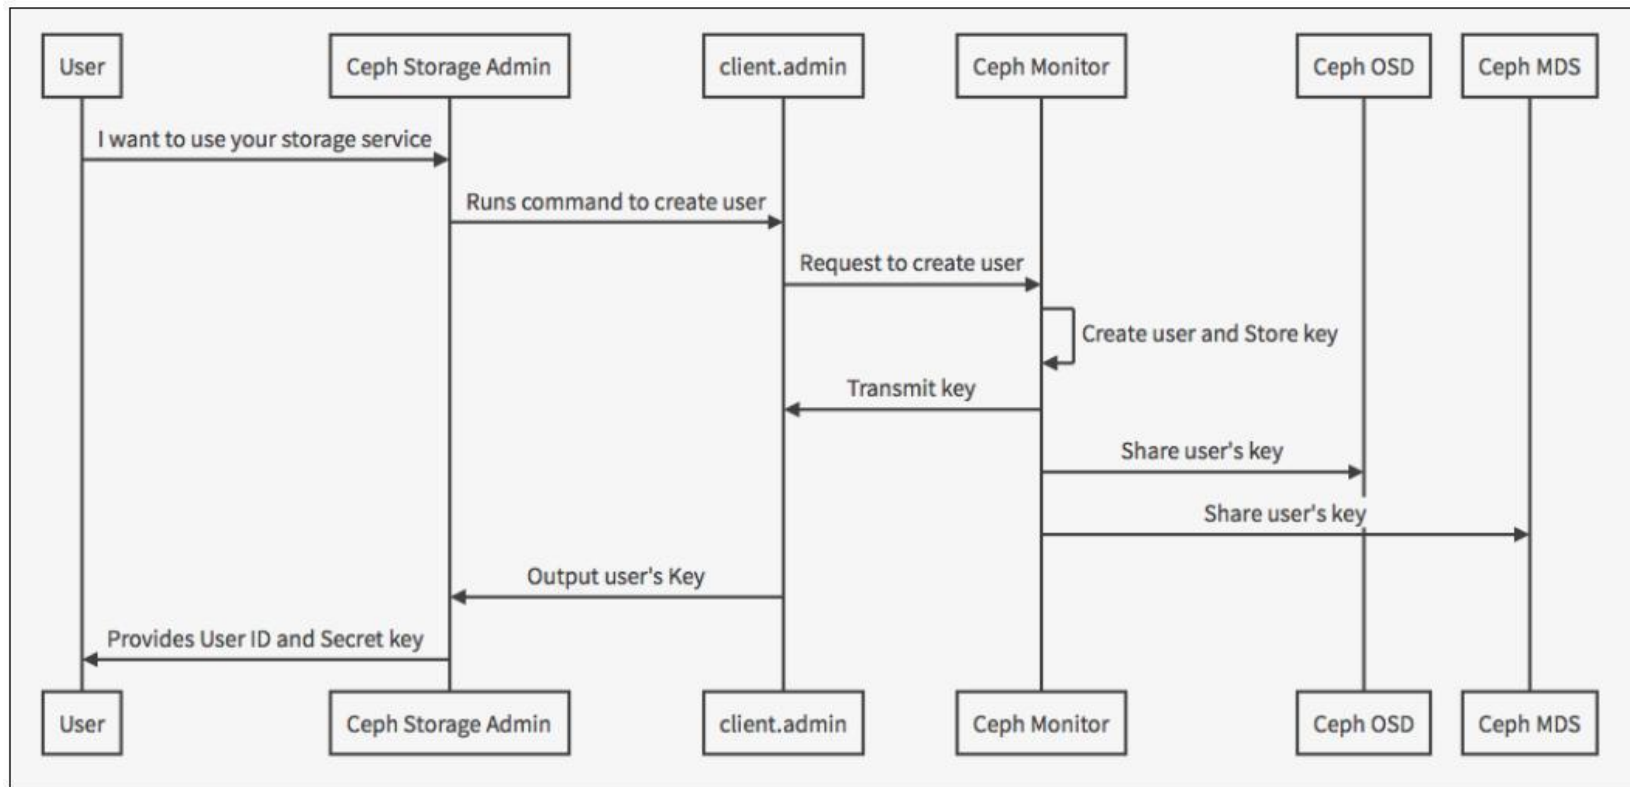 User
Ceph Storage Admin
client.admin
Ceph Monitor
Ceph OSD
Ceph MDS
I want to use your storage service
Runs command to create user
Request to create user
Create user and Store key
Transmit key
Share user's key
Share user's key
Output user's Key
Provides User ID and Secret key
User
Ceph Storage Admin
client.admin
Ceph Monitor
Ceph OSD
Ceph MDS